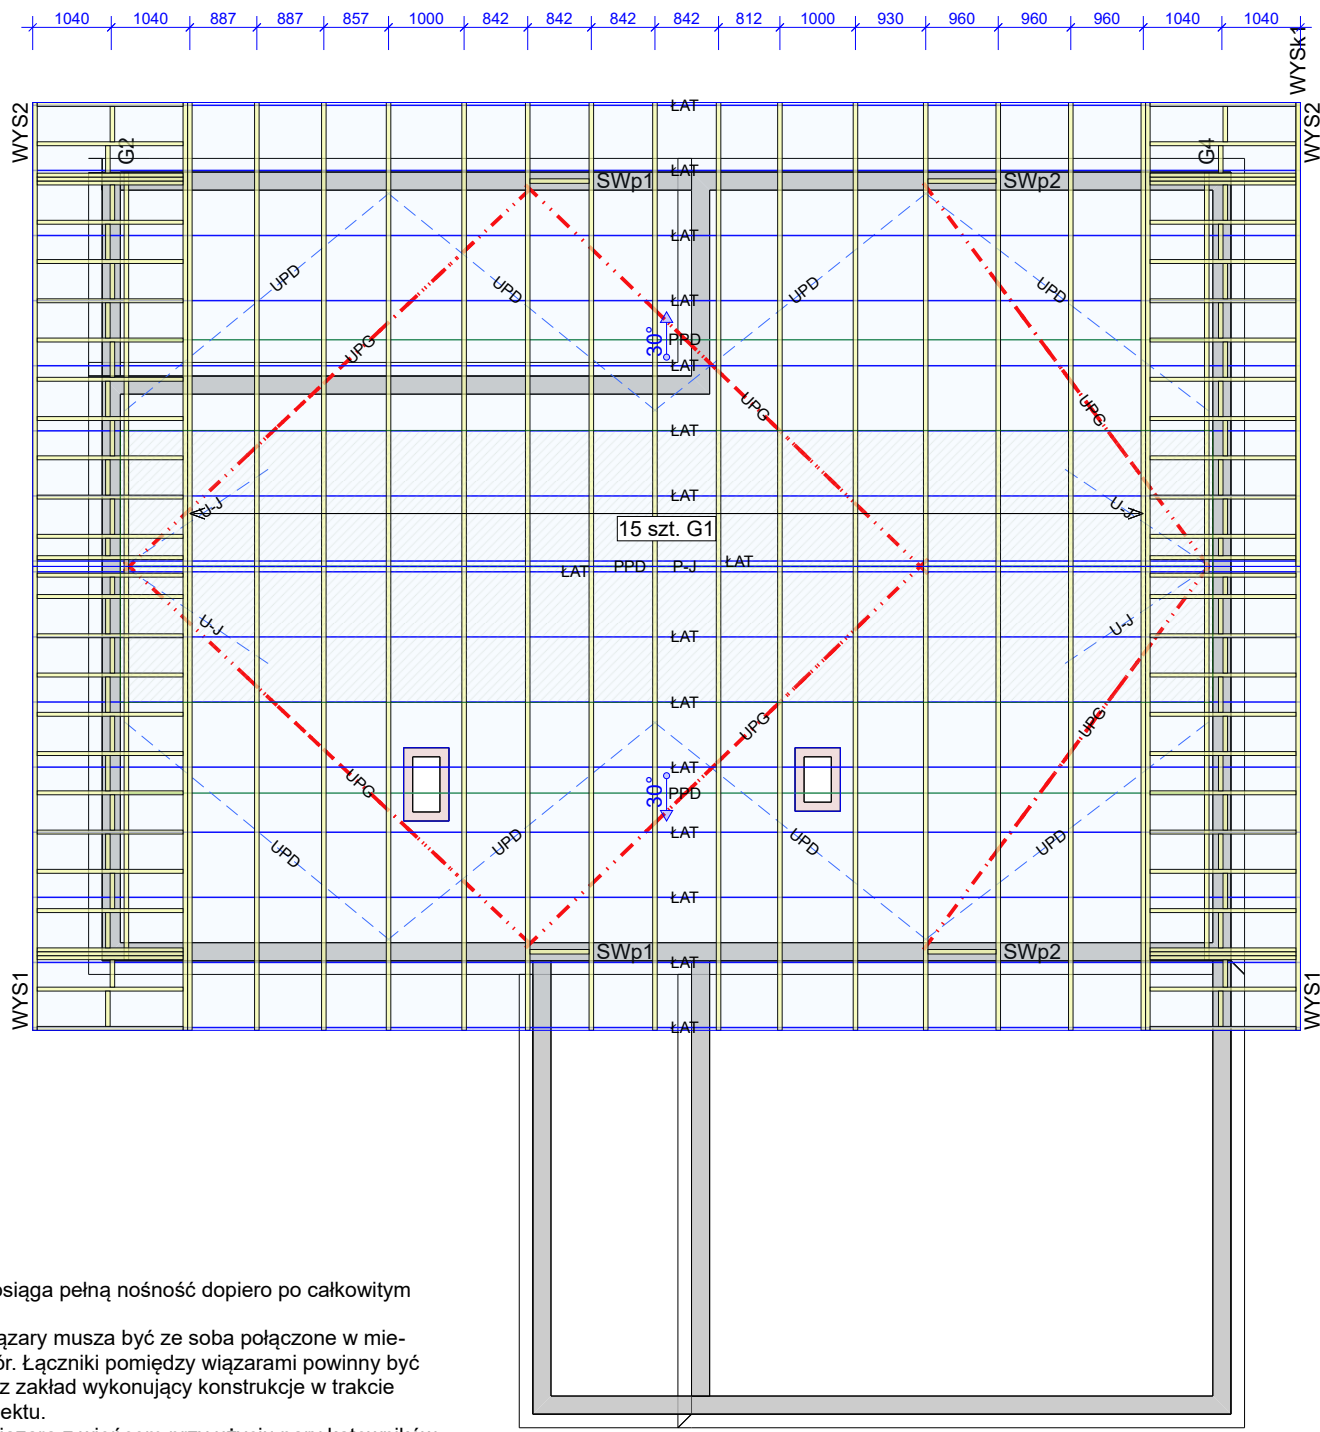 1040 1040 887 887 857 1000 842 842 842 842 812 1000 930 960 960 960 1040 1040
WYSk1
WYS2
WYS2
G2
G4
ŁAT
ŁAT
SWp1
SWp2
ŁAT
UPD
UPD
UPD
UPD
ŁAT
30°
PPD
UPG
ŁAT
UPG
UPG
ŁAT
ŁAT
U-J
U-J
15 szt. G1
ŁAT
PPD
P-J
ŁAT
U-J
U-J
ŁAT
ŁAT
UPG
UPG
ŁAT
UPG
30°
PPD
ŁAT
UPD
UPD
UPD
UPD
ŁAT
SWp1
SWp2
ŁAT
WYS1
WYS1
ŁAT
osiąga pełną nośność dopiero po całkowitym
ązary musza być ze soba połączone w mie-
ór. Łączniki pomiędzy wiązarami powinny być
z zakład wykonujący konstrukcje w trakcie
ektu.